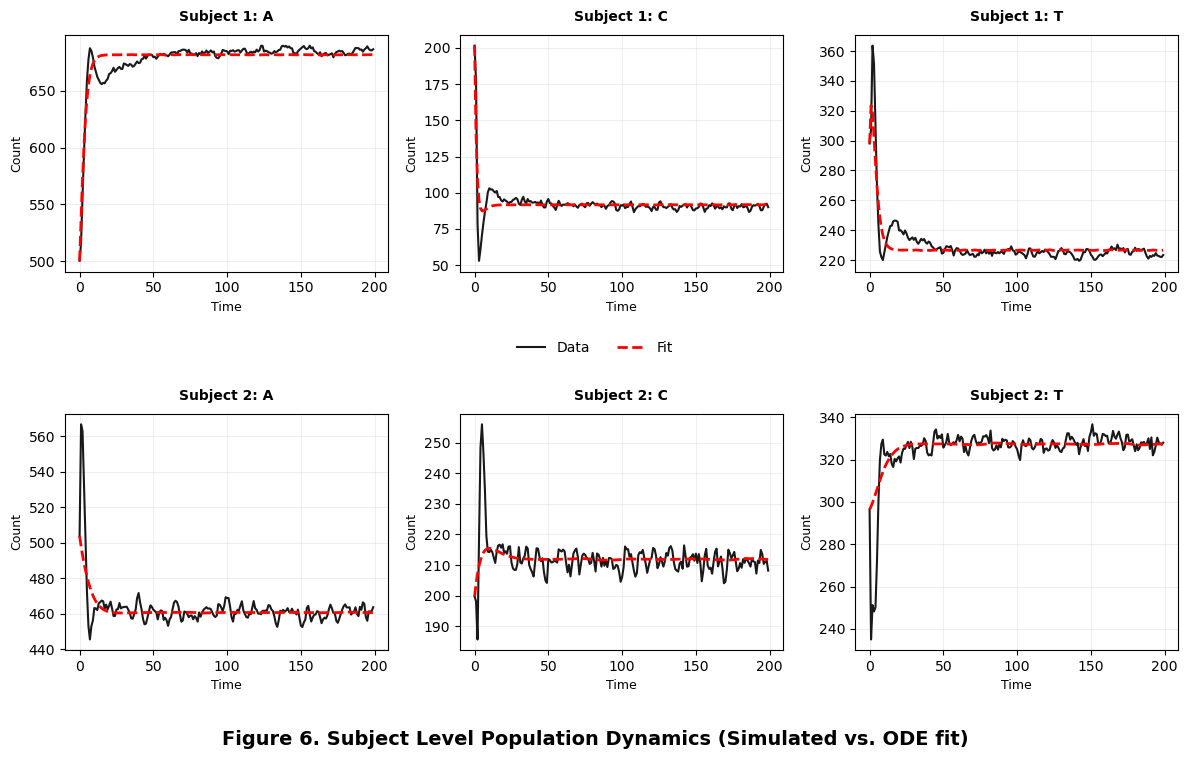 Subject 1: A
Subject 1: C
Subject 1: T
Count
650
600
550
500
0 50 100 150 200
Time
Count
200
175
150
125
100
75
50
0 50 100 150 200
Time
Count
360
340
320
300
280
260
240
220
0 50 100 150 200
Time
Data Fit
Subject 2: A
Subject 2: C
Subject 2: T
Count
560
540
520
500
480
460
440
0 50 100 150 200
Time
Count
250
240
230
220
210
200
190
0 50 100 150 200
Time
Count
340
320
300
280
260
240
0 50 100 150 200
Time
Figure 6. Subject Level Population Dynamics (Simulated vs. ODE fit)